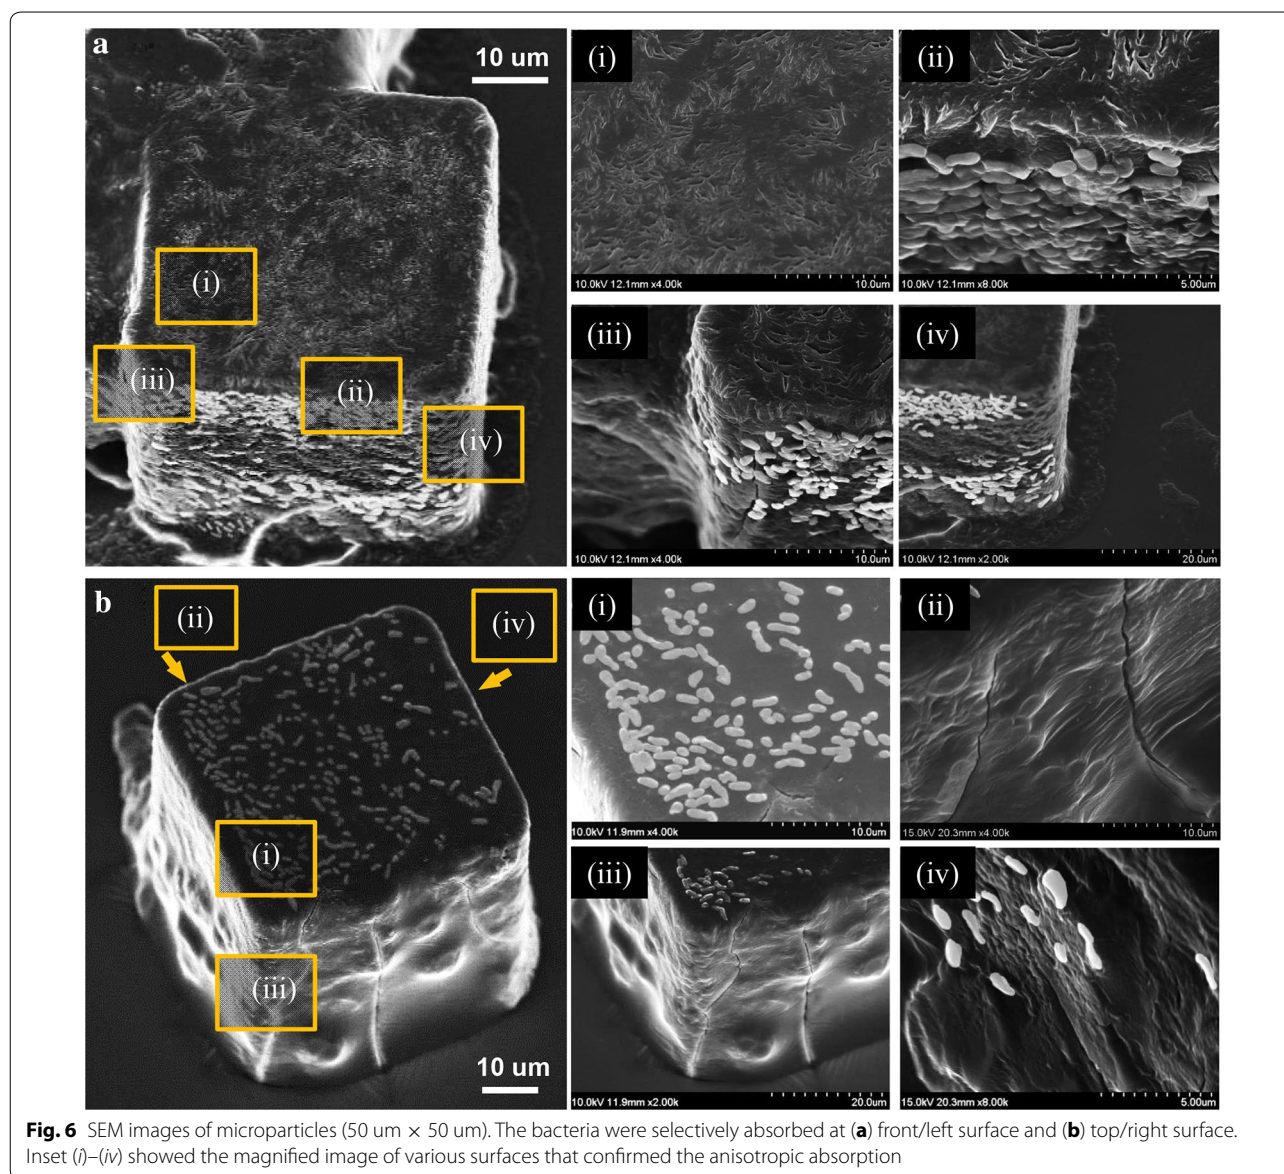 a
10 um
(i)
(iii)
(ii)
(iv)
(i)
10.0kV 12.1mm x4.00k 10.0um
(ii)
10.0kV 12.1mm x8.00k 5.00um
(iii)
10.0kV 12.1mm x4.00k 10.0um
(iv)
10.0kV 12.1mm x2.00k 20.0um
b
(ii)
(iv)
(i)
(iii)
10 um
(i)
10.0kV 11.9mm x4.00k 10.0um
(ii)
15.0kV 20.3mm x4.00k 10.0um
(iii)
10.0kV 11.9mm x2.00k 20.0um
(iv)
15.0kV 20.3mm x8.00k 5.00um
Fig. 6 SEM images of microparticles (50 um × 50 um). The bacteria were selectively absorbed at (a) front/left surface and (b) top/right surface.
Inset (i)–(iv) showed the magnified image of various surfaces that confirmed the anisotropic absorption